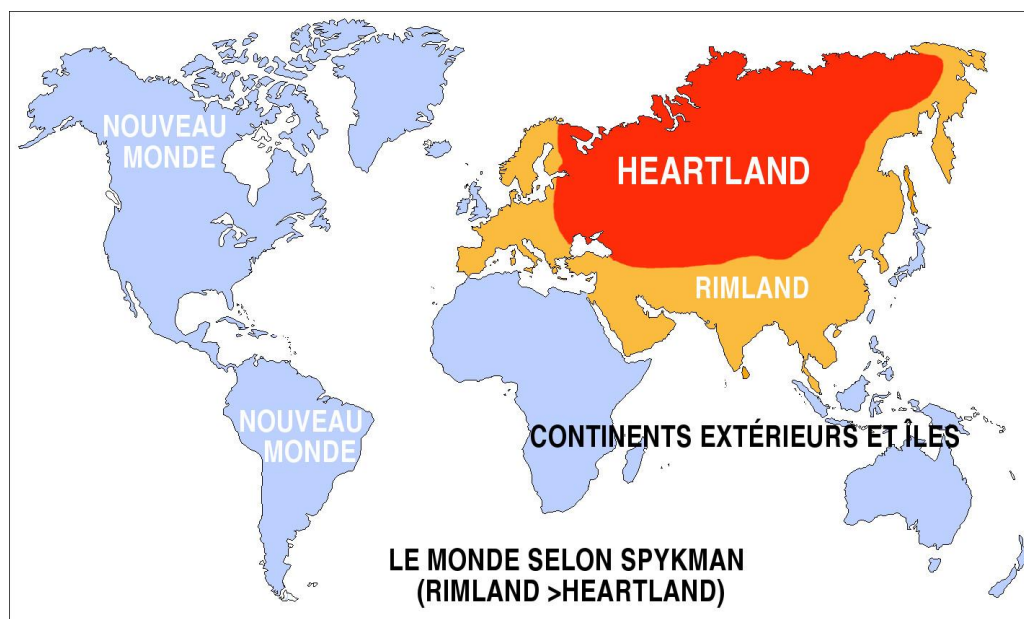 NOUVEAU
MONDE
HEARTLAND
RIMLAND
NOUVEAU
MONDE
CONTINENTS EXTÉRIEURS ET ÎLES
LE MONDE SELON SPYKMAN
(RIMLAND >HEARTLAND)